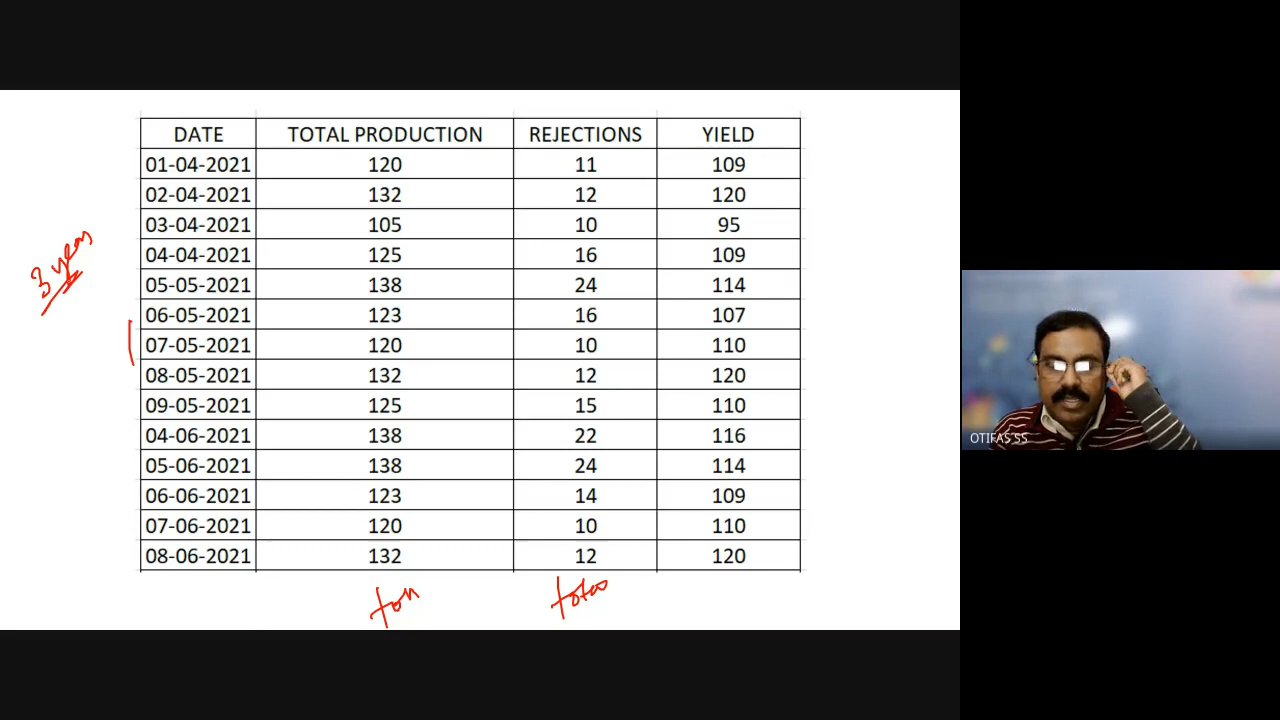 DATE TOTAL PRODUCTION REJECTIONS YIELD
01-04-2021 120 11 109
02-04-2021 132 12 120
03-04-2021 105 10 95
04-04-2021 125 16 109
05-05-2021 138 24 114
06-05-2021 123 16 107
07-05-2021 120 10 110
08-05-2021 132 12 120
09-05-2021 125 15 110
04-06-2021 138 22 116
05-06-2021 138 24 114
06-06-2021 123 14 109
07-06-2021 120 10 110
08-06-2021 132 12 120
3 years
OTIFAS SS